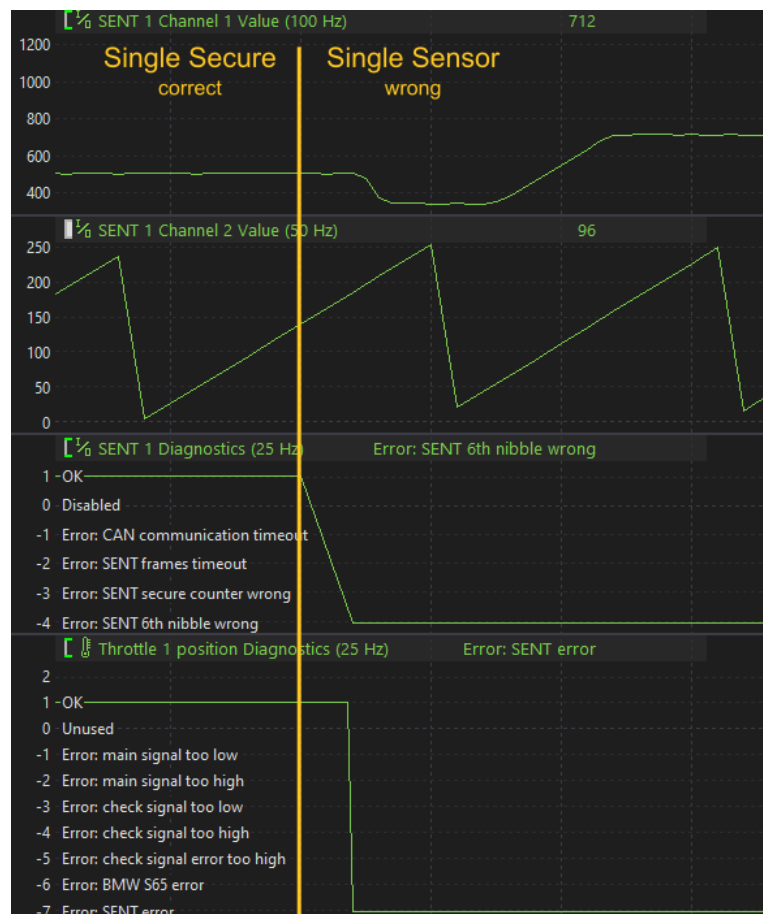 SENT 1 Channel 1 Value (100 Hz) 712
1200
Single Secure Single Sensor
1000
correct wrong
800
600
400
SENT 1 Channel 2 Value (50 Hz) 96
250
200
150
100
50
0
SENT 1 Diagnostics (25 Hz) Error: SENT 6th nibble wrong
1 OK
0 Disabled
-1 Error: CAN communication timeout
-2 Error: SENT frames timeout
-3 Error: SENT secure counter wrong
-4 Error: SENT 6th nibble wrong
Throttle 1 position Diagnostics (25 Hz) Error: SENT error
2
1 OK
0 Unused
-1 Error: main signal too low
-2 Error: main signal too high
-3 Error: check signal too low
-4 Error: check signal too high
-5 Error: check signal error too high
-6 Error: BMW S65 error
-7 Error: SENT error